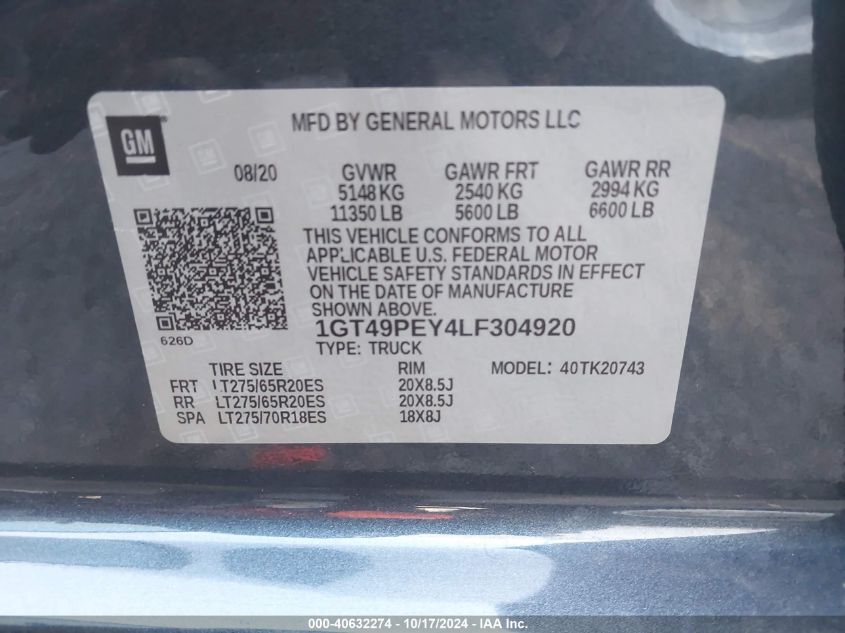 GM
MFD BY GENERAL MOTORS LLC
08/20 GVWR GAWR FRT GAWR RR
5148 KG 2540 KG 2994 KG
11350 LB 5600 LB 6600 LB
THIS VEHICLE CONFORMS TO ALL
APPLICABLE U.S. FEDERAL MOTOR
VEHICLE SAFETY STANDARDS IN EFFECT
ON THE DATE OF MANUFACTURE
SHOWN ABOVE.
1GT49PEY4LF304920
626D
TYPE: TRUCK
TIRE SIZE RIM MODEL: 40TK20743
FRT LT275/65R20ES 20X8.5J
RR LT275/65R20ES 20X8.5J
SPA LT275/70R18ES 18X8J
000-40632274 - 10/17/2024 - IAA Inc.